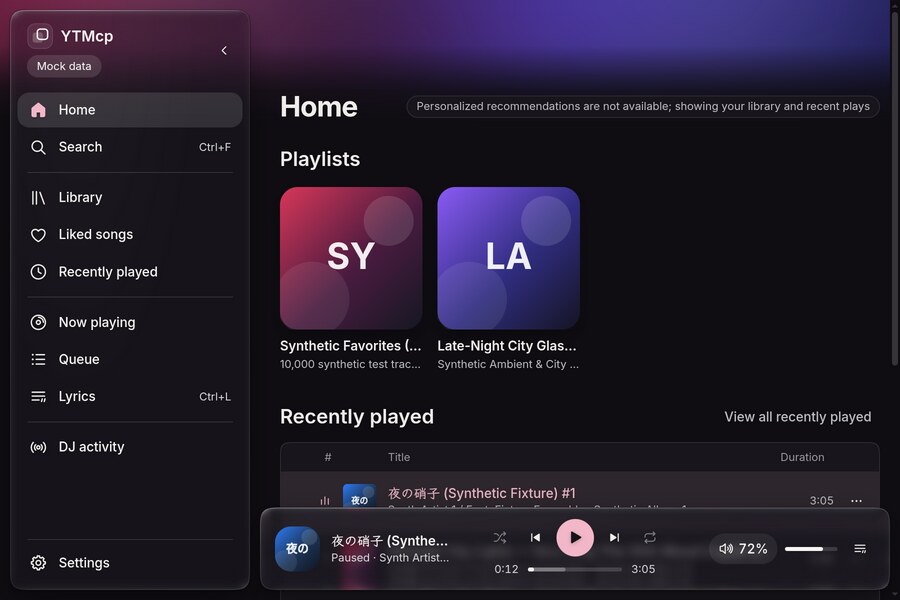 YTMcp
Mock data
Home
Search Ctrl+F
Library
Liked songs
Recently played
Now playing
Queue
Lyrics Ctrl+L
DJ activity
Settings
Home
Personalized recommendations are not available; showing your library and recent plays
Playlists
SY
LA
Synthetic Favorites (...
10,000 synthetic test trac...
Late-Night City Glas...
Synthetic Ambient & City ...
Recently played
View all recently played
# Title Duration
夜の
夜の硝子 (Synthetic Fixture) #1
3:05
夜の
夜の硝子 (Synthe...
Paused · Synth Artist...
0:12
3:05
72%